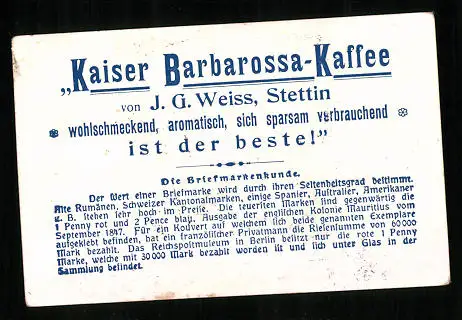 „Kaiser Barbarossa-Kaffee
von J. G. Weiss, Stettin
wohlschmeckend, aromatisch, sich sparsam verbrauchend
ist der beste!"
Die Briefmarkenkunde.
Der Wert einer Briefmarke wird durch ihren Seltenheitsgrad bestimmt.
Alte Rumänen, Schweizer Kantonalmarken, einige Spanier, Australier, Amerikaner
z. B. stehen sehr hoch im Preise. Die teuersten Marken sind gegenwärtig die
1 Penny rot und 2 Pence blau, Ausgabe der englischen Kolonie Mauritius vom
September 1847. Für ein Kouvert auf welchem sich beide genannten Exemplare
aufgeklebt befinden, hat ein französischer Privatmann die Riesensumme von 60000
Mark bezahlt. Das Reichspostmuseum in Berlin besitzt nur die rote 1 Penny
Marke, welche mit 30000 Mark bezahlt worden ist und sich unter Glas in der
Sammlung befindet.